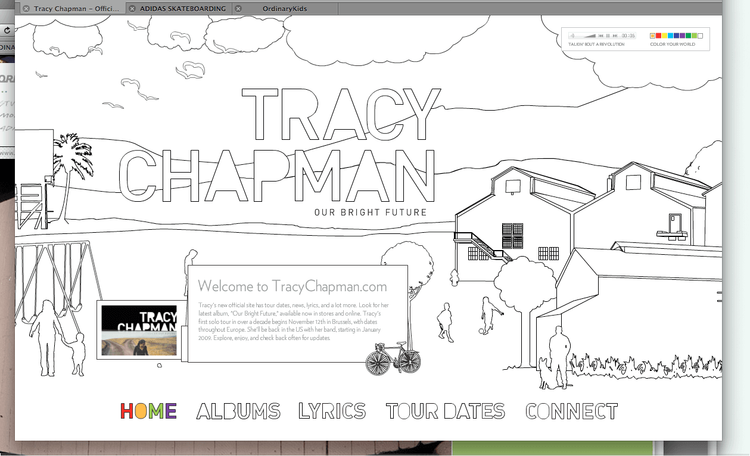 Tracy Chapman – Offici...
ADIDAS SKATEBOARDING
OrdinaryKids
TALKIN' BOUT A REVOLUTION
COLOR YOUR WORLD
TRACY
CHAPMAN
OUR BRIGHT FUTURE
Welcome to TracyChapman.com
Tracy's new official site has tour dates, news, lyrics, and a lot more. Look for her
latest album, "Our Bright Future," available now in stores and online. Tracy's
first solo tour in over a decade begins November 12th in Brussels, with dates
throughout Europe. She'll be back in the US with her band, starting in January
2009. Explore, enjoy, and check back often for updates
TRACY
CHAPMAN
HOME ALBUMS LYRICS TOUR DATES CONNECT